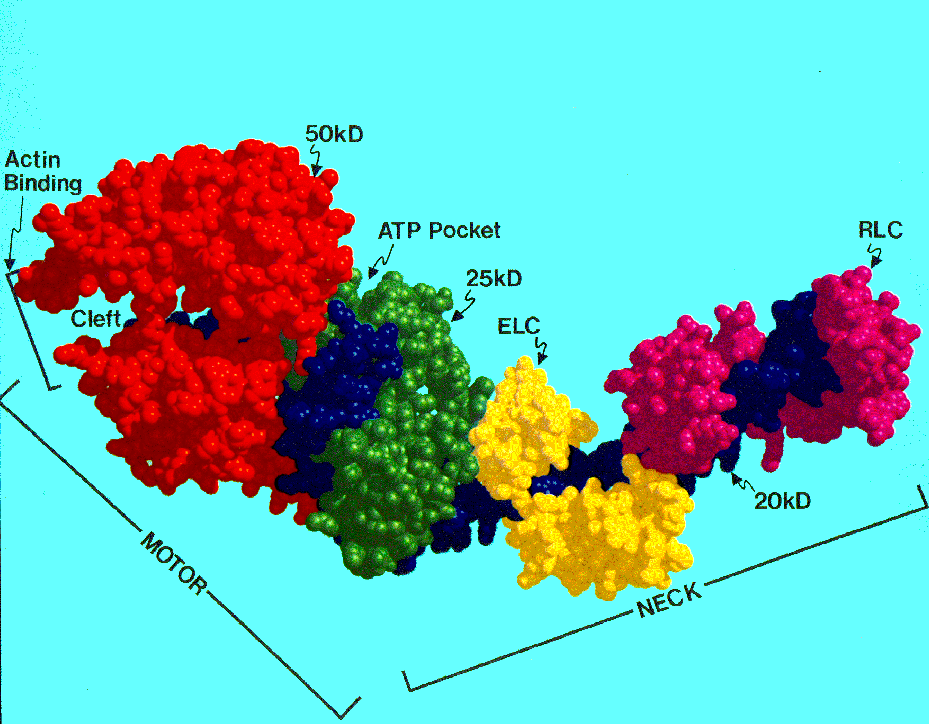 50kD
Actin
Binding
ATP Pocket
RLC
25kD
Cleft
ELC
20kD
MOTOR
NECK